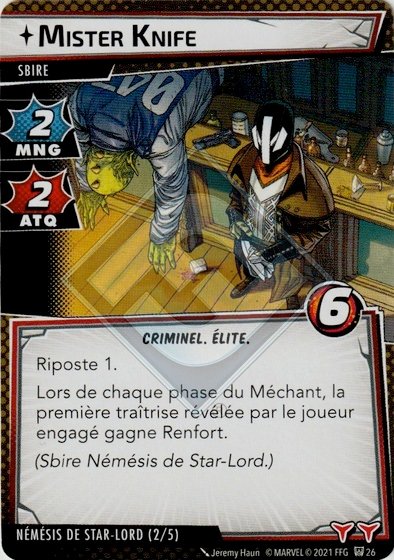 MISTER KNIFE
SBIRE
2
MNG
2
ATQ
6
CRIMINEL. ÉLITE.
Riposte 1.
Lors de chaque phase du Méchant, la
première traîtrise révélée par le joueur
engagé gagne Renfort.
(Sbire Némésis de Star-Lord.)
NÉMÉSIS DE STAR-LORD (2/5)
Jeremy Haun © MARVEL © 2021 FFG 26